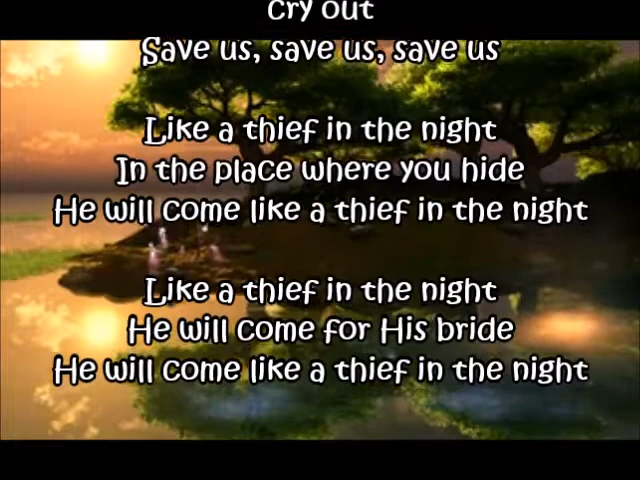 Cry out
Save us, save us, save us
Like a thief in the night
In the place where you hide
He will come like a thief in the night
Like a thief in the night
He will come for His bride
He will come like a thief in the night